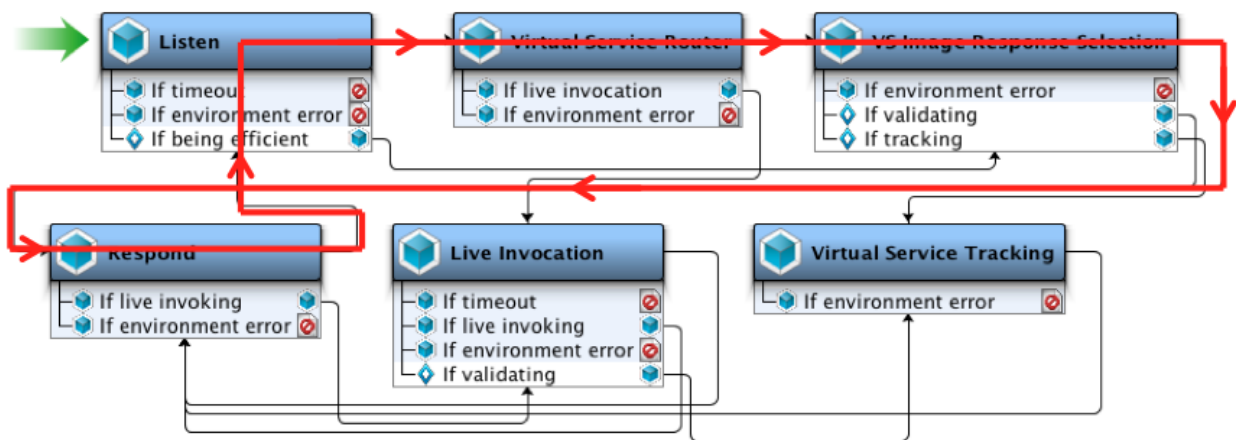 Listen
If timeout
If environment error
If being efficient
Virtual Service Router
If live invocation
If environment error
VS Image Response Selection
If environment error
If validating
If tracking
Respond
If live invoking
If environment error
Live Invocation
If timeout
If live invoking
If environment error
If validating
Virtual Service Tracking
If environment error